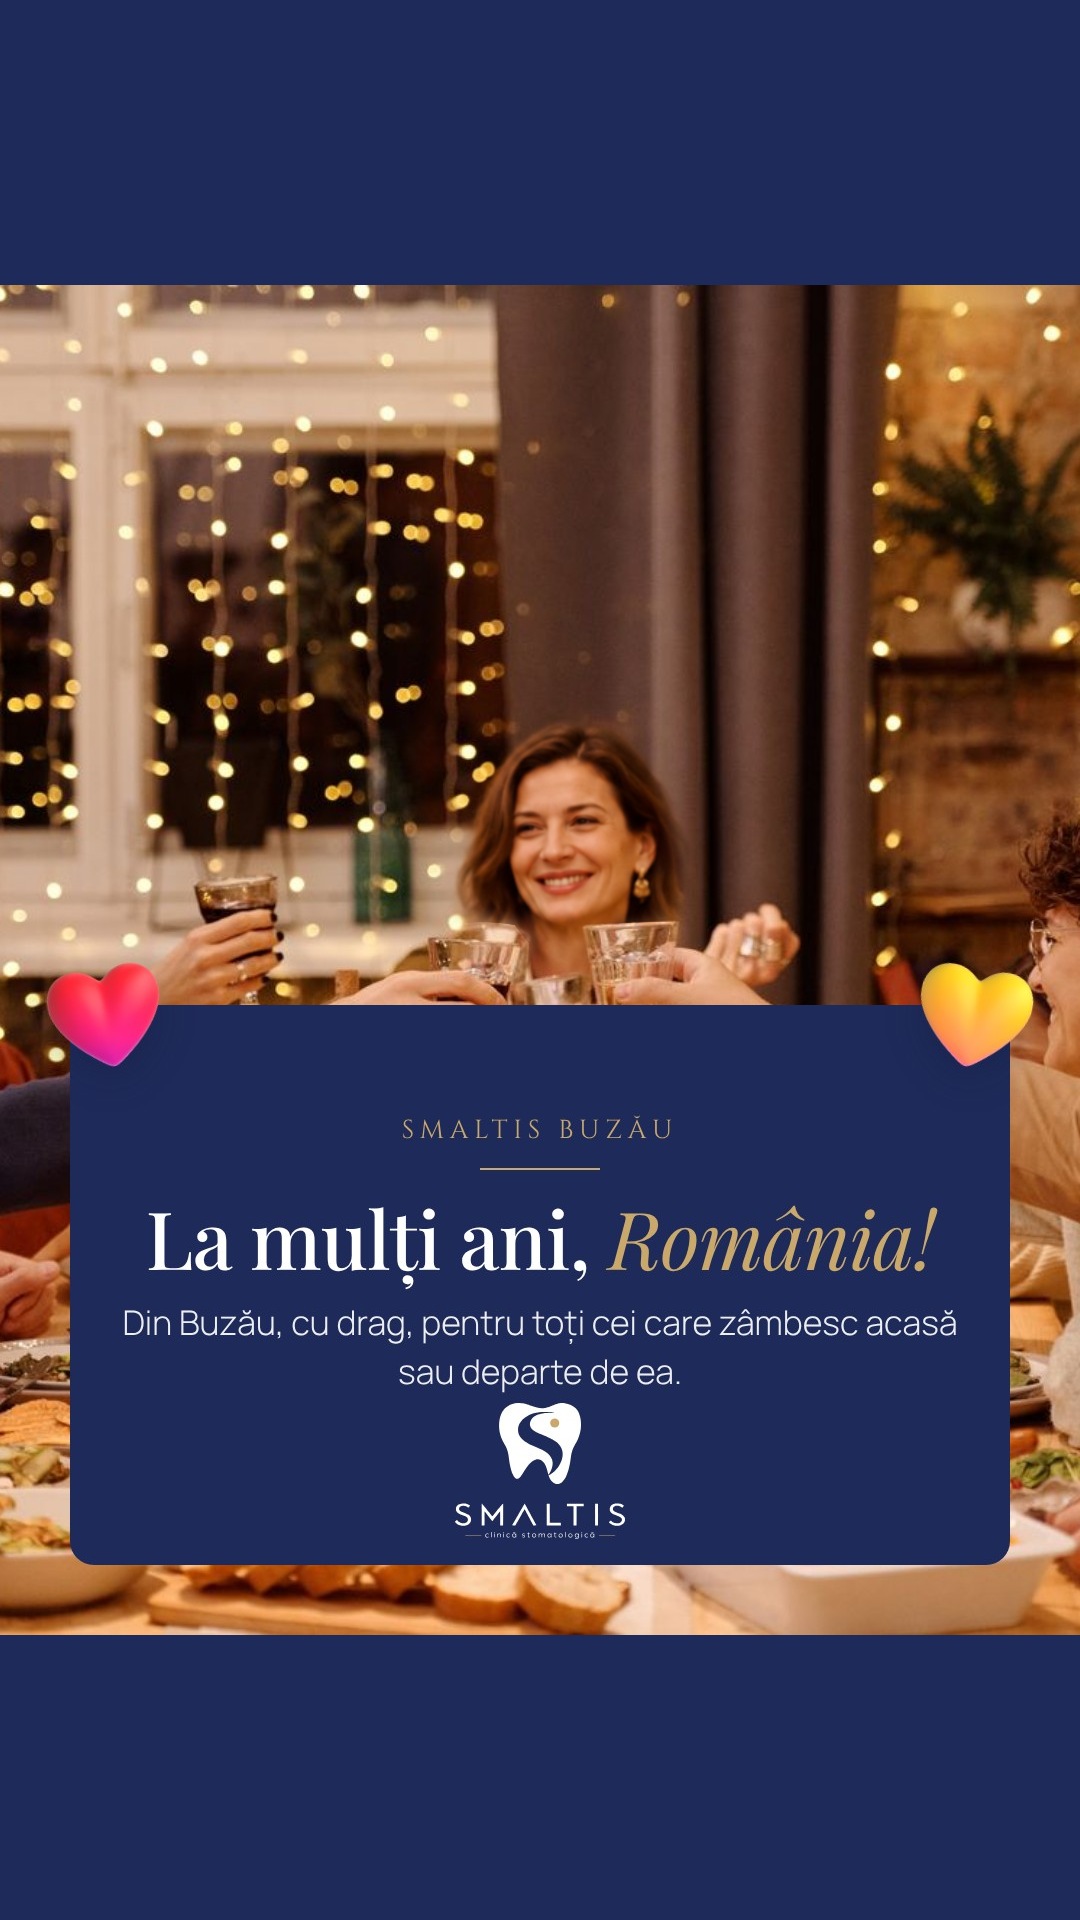 SMALTIS BUZĂU
La mulți ani, România!
Din Buzău, cu drag, pentru toți cei care zâmbesc acasă
sau departe de ea.
SMALTIS
clinică stomatologică